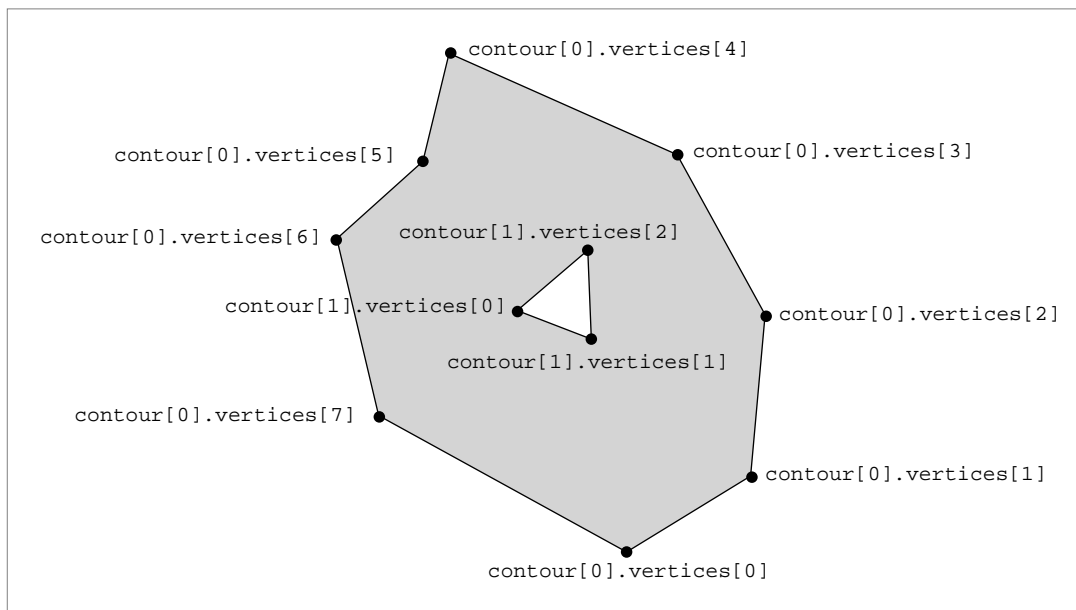 contour[0].vertices[4]
contour[0].vertices[5]
contour[0].vertices[3]
contour[0].vertices[6]
contour[1].vertices[2]
contour[1].vertices[0]
contour[0].vertices[2]
contour[1].vertices[1]
contour[0].vertices[7]
contour[0].vertices[1]
contour[0].vertices[0]